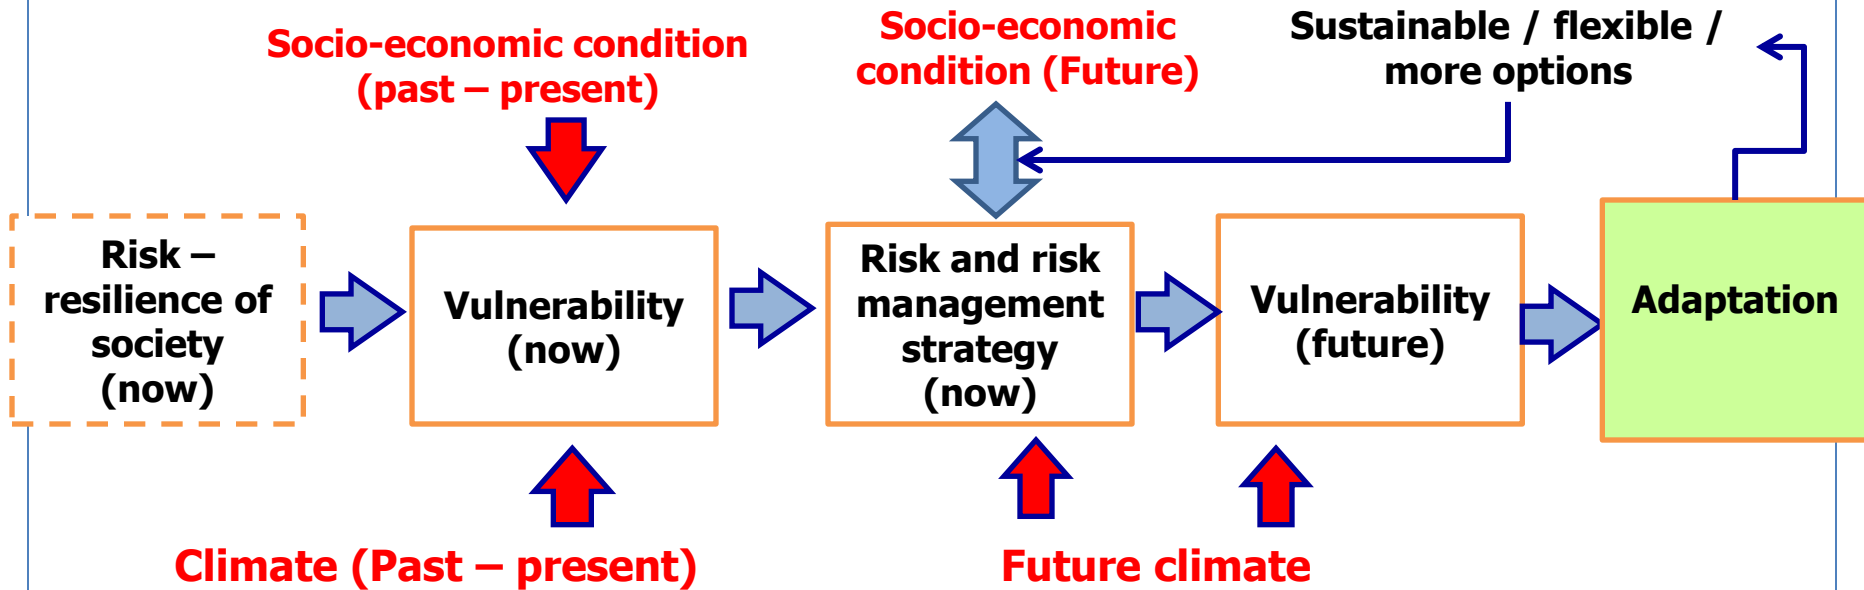 Socio-economic condition
(past – present)
Socio-economic
condition (Future)
Sustainable / flexible /
more options
Risk –
resilience of
society
(now)
Vulnerability
(now)
Risk and risk
management
strategy
(now)
Vulnerability
(future)
Adaptation
Climate (Past – present)
Future climate